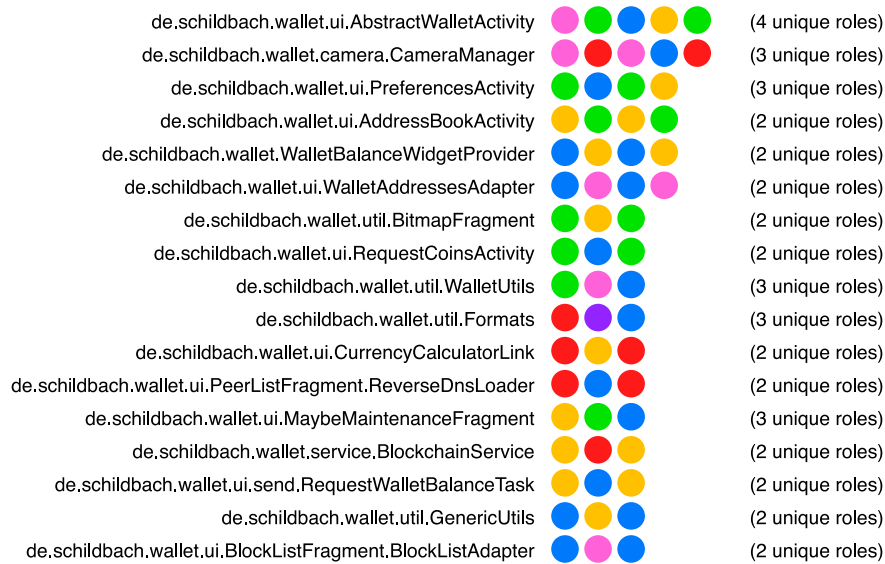 de.schildbach.wallet.ui.AbstractWalletActivity (4 unique roles)
de.schildbach.wallet.camera.CameraManager (3 unique roles)
de.schildbach.wallet.ui.PreferencesActivity (3 unique roles)
de.schildbach.wallet.ui.AddressBookActivity (2 unique roles)
de.schildbach.wallet.WalletBalanceWidgetProvider (2 unique roles)
de.schildbach.wallet.ui.WalletAddressesAdapter (2 unique roles)
de.schildbach.wallet.util.BitmapFragment (2 unique roles)
de.schildbach.wallet.ui.RequestCoinsActivity (2 unique roles)
de.schildbach.wallet.util.WalletUtils (3 unique roles)
de.schildbach.wallet.util.Formats (3 unique roles)
de.schildbach.wallet.ui.CurrencyCalculatorLink (2 unique roles)
de.schildbach.wallet.ui.PeerListFragment.ReverseDnsLoader (2 unique roles)
de.schildbach.wallet.ui.MaybeMaintenanceFragment (3 unique roles)
de.schildbach.wallet.service.BlockchainService (2 unique roles)
de.schildbach.wallet.ui.send.RequestWalletBalanceTask (2 unique roles)
de.schildbach.wallet.util.GenericUtils (2 unique roles)
de.schildbach.wallet.ui.BlockListFragment.BlockListAdapter (2 unique roles)